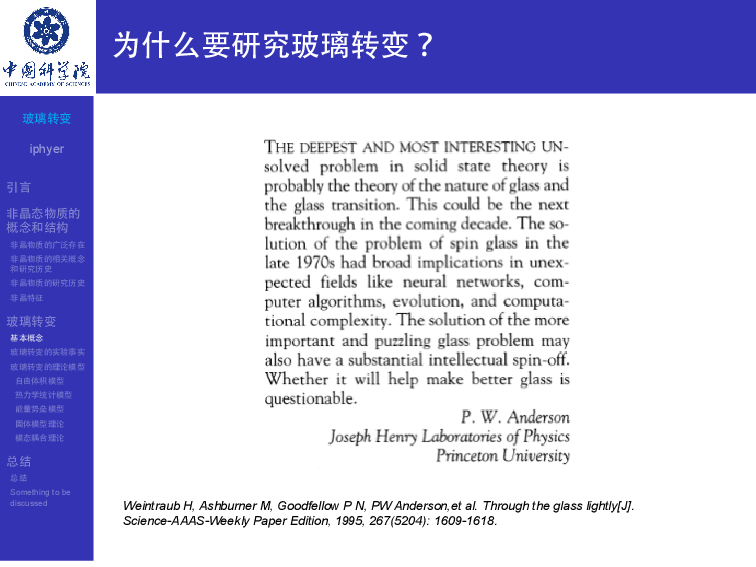 中国科学院
CHINESE ACADEMY OF SCIENCES
为什么要研究玻璃转变？
玻璃转变
iphyer
引言
非晶态物质的
概念和结构
非晶物质的广泛存在
非晶物质的相关概念
和研究历史
非晶物质的研究历史
非晶特征
玻璃转变
基本概念
玻璃转变的实验事实
玻璃转变的理论模型
自由体积模型
热力学统计模型
能量势垒模型
固体模型理论
模态耦合理论
总结
总结
Something to be
discussed
THE DEEPEST AND MOST INTERESTING UN-
solved problem in solid state theory is
probably the theory of the nature of glass and
the glass transition. This could be the next
breakthrough in the coming decade. The so-
lution of the problem of spin glass in the
late 1970s had broad implications in unex-
pected fields like neural networks, com-
puter algorithms, evolution, and computa-
tional complexity. The solution of the more
important and puzzling glass problem may
also have a substantial intellectual spin-off.
Whether it will help make better glass is
questionable.
P. W. Anderson
Joseph Henry Laboratories of Physics
Princeton University
Weintraub H, Ashburner M, Goodfellow P N, PW Anderson,et al. Through the glass lightly[J].
Science-AAAS-Weekly Paper Edition, 1995, 267(5204): 1609-1618.